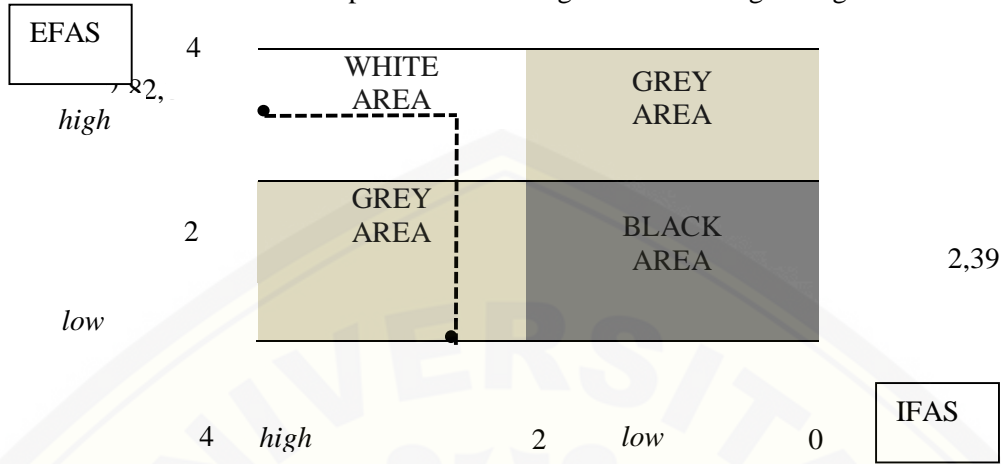 EFAS
4
WHITE
AREA
GREY
AREA
high
GREY
AREA
2
BLACK
AREA
2,39
low
IFAS
4 high 2 low 0
UNIVERSITA